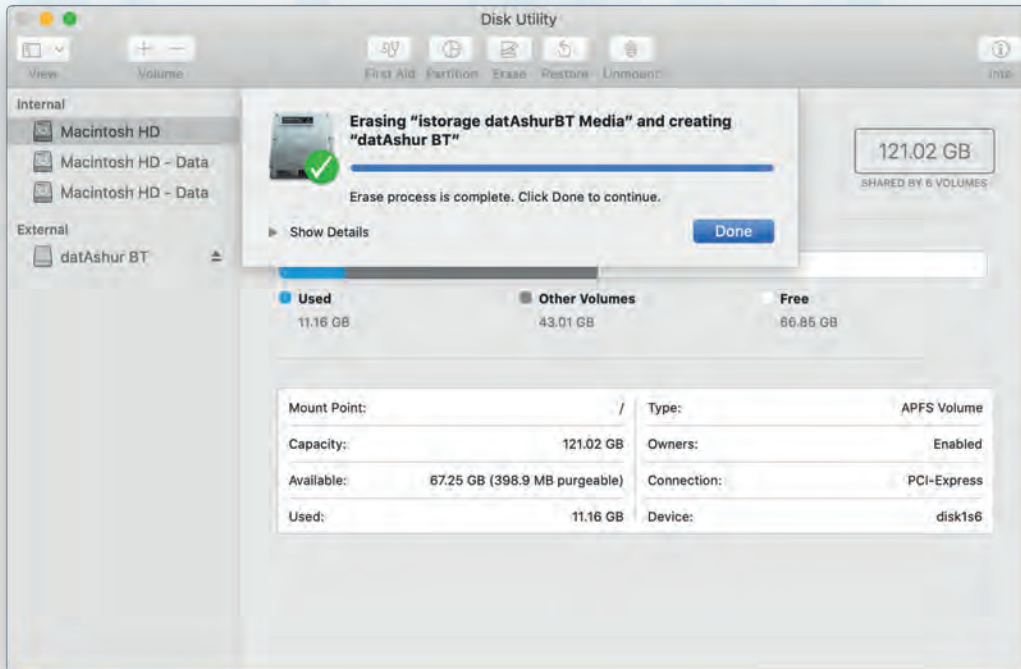 Disk Utility
View
Volume
First Aid
Partition
Erase
Restore
Unmount
Internal
Macintosh HD
Macintosh HD - Data
Macintosh HD - Data
External
datAshur BT
Erasing “istorage datAshurBT Media” and creating
“datAshur BT”
Erase process is complete. Click Done to continue.
Show Details
Done
121.02 GB
SHARED BY 6 VOLUMES
Used
11.16 GB
Other Volumes
43.01 GB
Free
66.85 GB
Mount Point: /
Capacity: 121.02 GB
Available: 67.25 GB (398.9 MB purgeable)
Used: 11.16 GB
Type: APFS Volume
Owners: Enabled
Connection: PCI-Express
Device: disk1s6